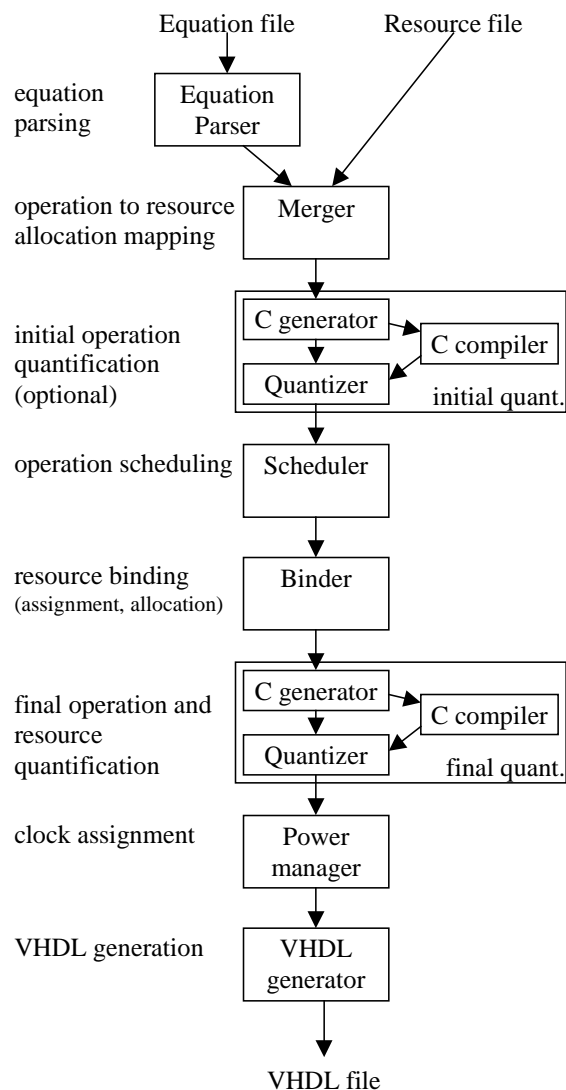 Equation file
Resource file
equation
parsing
Equation
Parser
operation to resource
allocation mapping
Merger
initial operation
quantification
(optional)
C generator
C compiler
Quantizer
initial quant.
operation scheduling
Scheduler
resource binding
(assignment, allocation)
Binder
final operation and
resource
quantification
C generator
C compiler
Quantizer
final quant.
clock assignment
Power
manager
VHDL generation
VHDL
generator
VHDL file